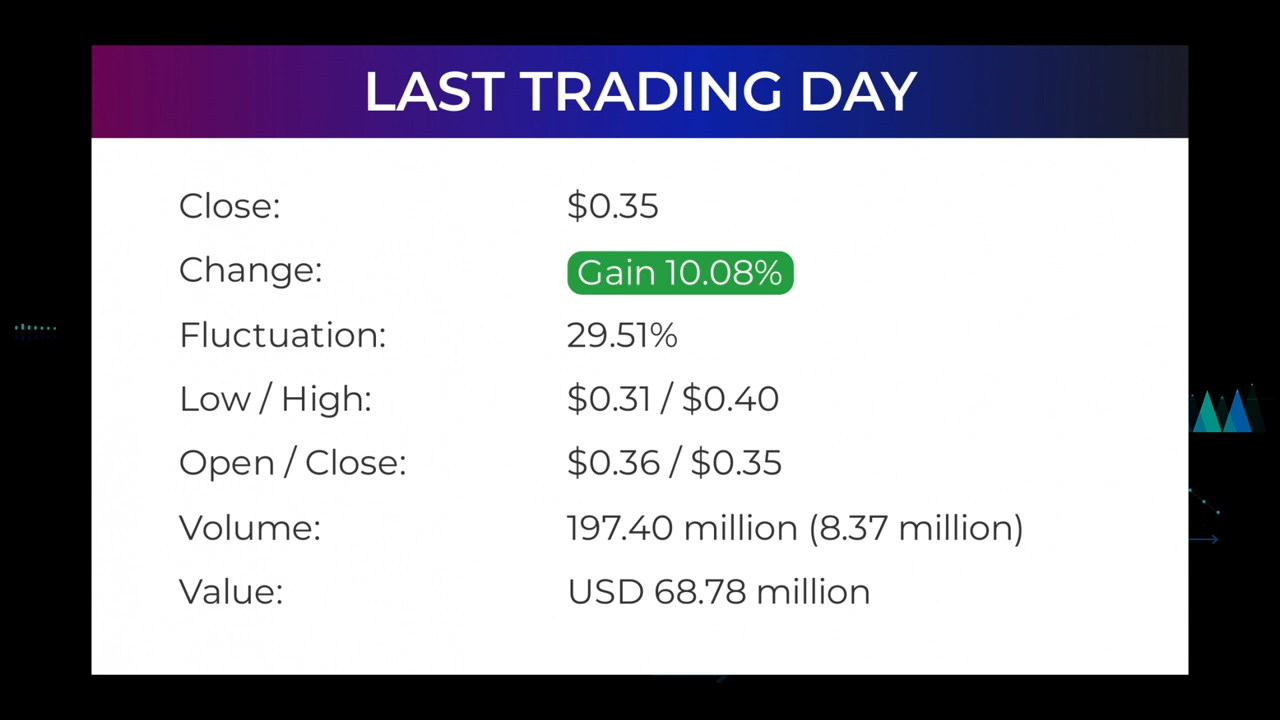 LAST TRADING DAY
Close: $0.35
Change: Gain 10.08%
Fluctuation: 29.51%
Low / High: $0.31 / $0.40
Open / Close: $0.36 / $0.35
Volume: 197.40 million (8.37 million)
Value: USD 68.78 million